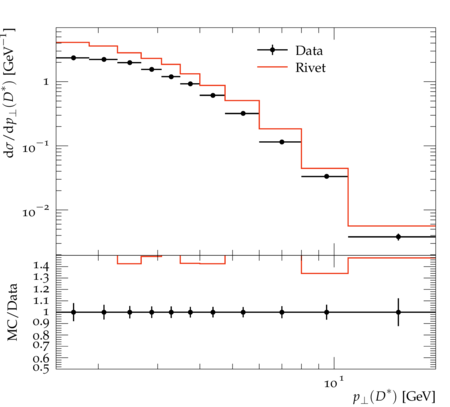 Data
Rivet
dσ/dp⊥(D*) [GeV⁻¹]
1
10⁻¹
10⁻²
MC/Data
1.4
1.3
1.2
1.1
1
0.9
0.8
0.7
0.6
0.5
10¹
p⊥(D*) [GeV]